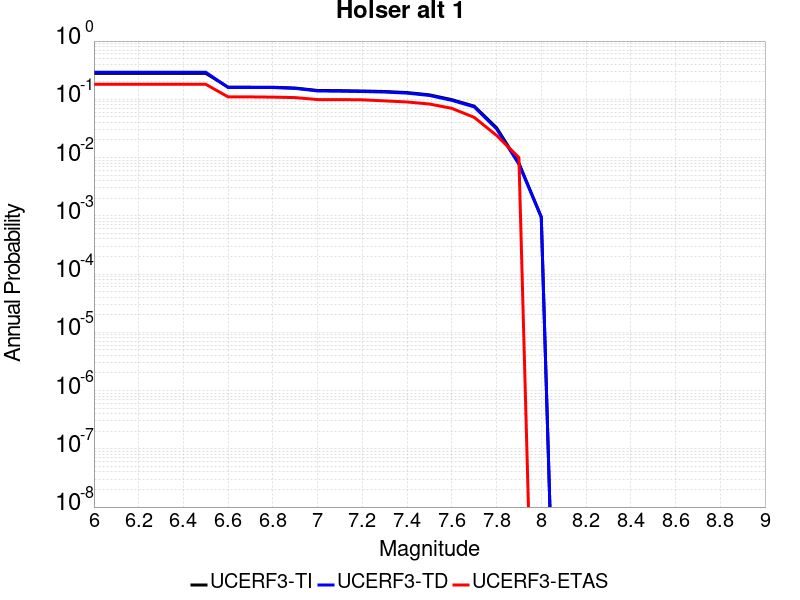 Holser alt 1
10^0
10^-1
10^-2
10^-3
10^-4
10^-5
10^-6
10^-7
10^-8
Annual Probability
6 6.2 6.4 6.6 6.8 7 7.2 7.4 7.6 7.8 8 8.2 8.4 8.6 8.8 9
Magnitude
UCERF3-TI UCERF3-TD UCERF3-ETAS